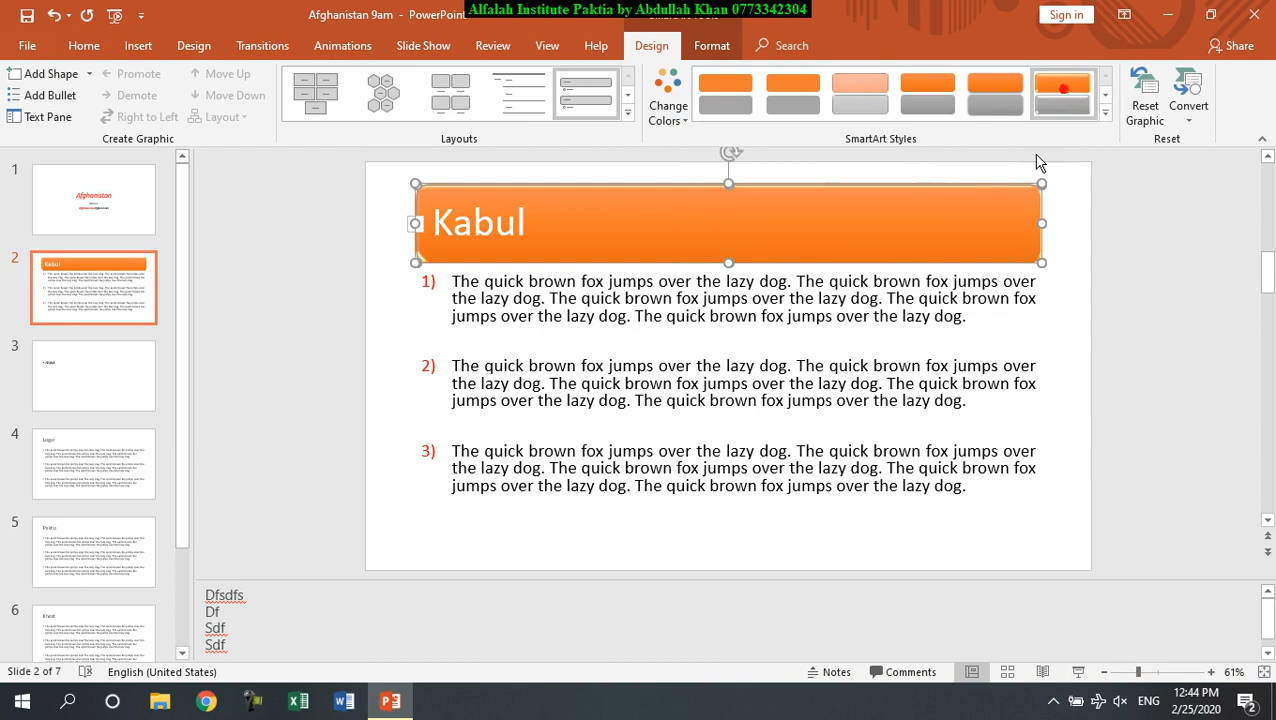 Afghanistan 9am - PowerPoint
Alfalah Institute Paktia by Abdullah Khan 0773342304
Sign in
File Home Insert Design Transitions Animations Slide Show Review View Help Design Format Search Share
Add Shape Promote Move Up
Add Bullet Demote Move Down
Text Pane Right to Left Layout
Change Colors
Reset Graphic
Convert
Create Graphic Layouts SmartArt Styles Reset
1
Afghanistan
2
Kabul
3
4
5
Paktia
6
Khost
Kabul
1) The quick brown fox jumps over the lazy dog. The quick brown fox jumps over
the lazy dog. The quick brown fox jumps over the lazy dog. The quick brown fox
jumps over the lazy dog. The quick brown fox jumps over the lazy dog.
2) The quick brown fox jumps over the lazy dog. The quick brown fox jumps over
the lazy dog. The quick brown fox jumps over the lazy dog. The quick brown fox
jumps over the lazy dog. The quick brown fox jumps over the lazy dog.
3) The quick brown fox jumps over the lazy dog. The quick brown fox jumps over
the lazy dog. The quick brown fox jumps over the lazy dog. The quick brown fox
jumps over the lazy dog. The quick brown fox jumps over the lazy dog.
Dfsdfs
Df
Sdf
Sdf
Slide 2 of 7 English (United States) Notes Comments 61%
ENG
12:44 PM
2/25/2020
2